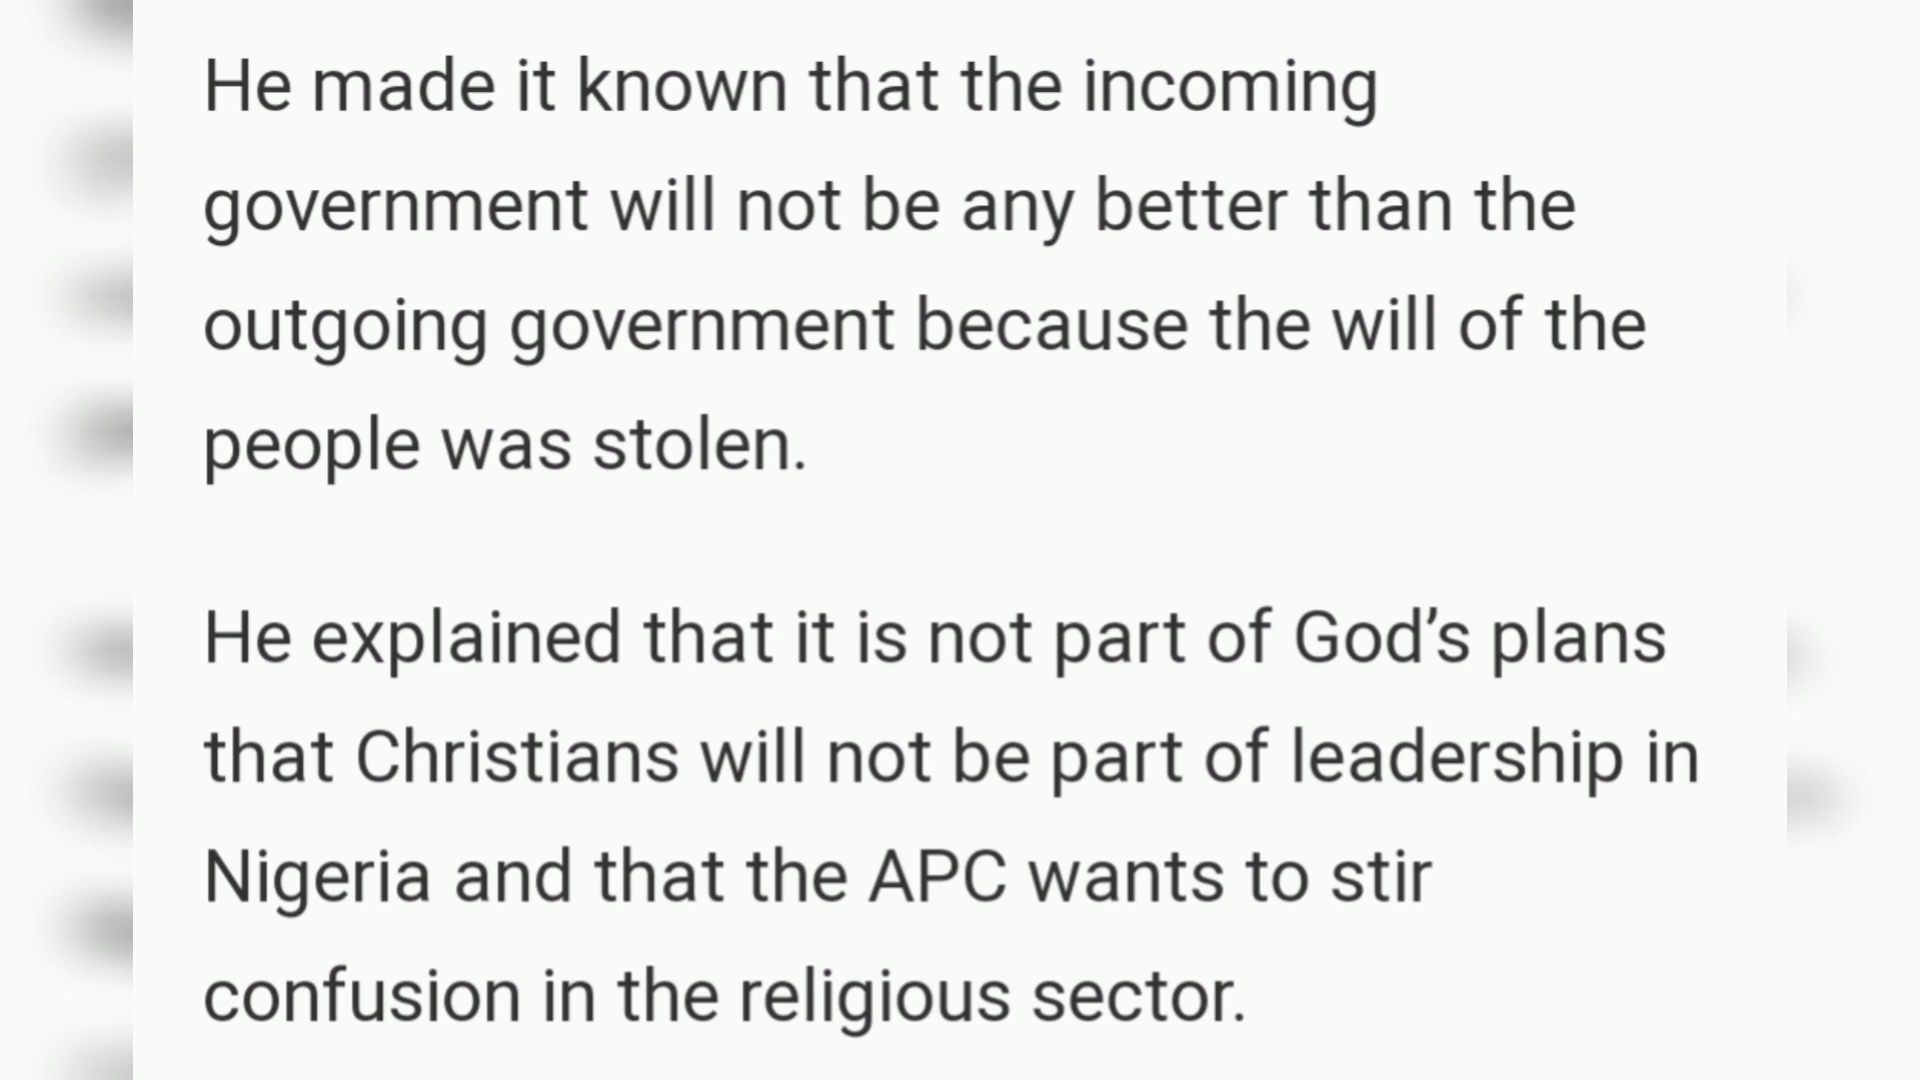 He made it known that the incoming
government will not be any better than the
outgoing government because the will of the
people was stolen.
He explained that it is not part of God’s plans
that Christians will not be part of leadership in
Nigeria and that the APC wants to stir
confusion in the religious sector.